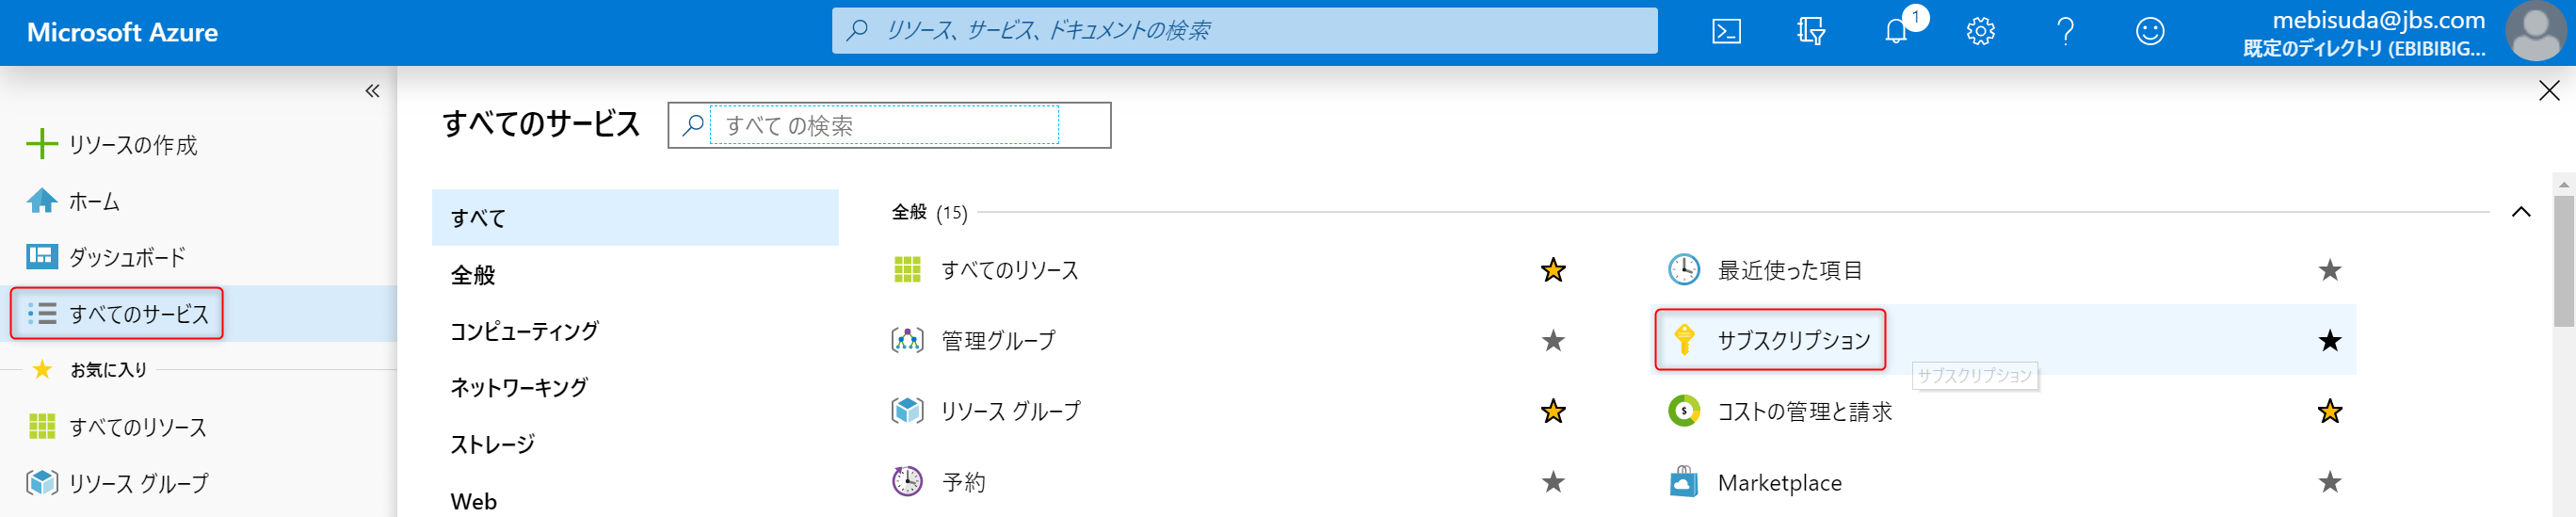 Microsoft Azure
リソース、サービス、ドキュメントの検索
1
mebisuda@jbs.com
既定のディレクトリ (EBIBIBIG...
リソースの作成
ホーム
ダッシュボード
すべてのサービス
お気に入り
すべてのリソース
リソース グループ
すべてのサービス
すべて の検索
すべて
全般
コンピューティング
ネットワーキング
ストレージ
Web
全般 (15)
すべてのリソース
最近使った項目
管理グループ
サブスクリプション
サブスクリプション
リソース グループ
コストの管理と請求
予約
Marketplace